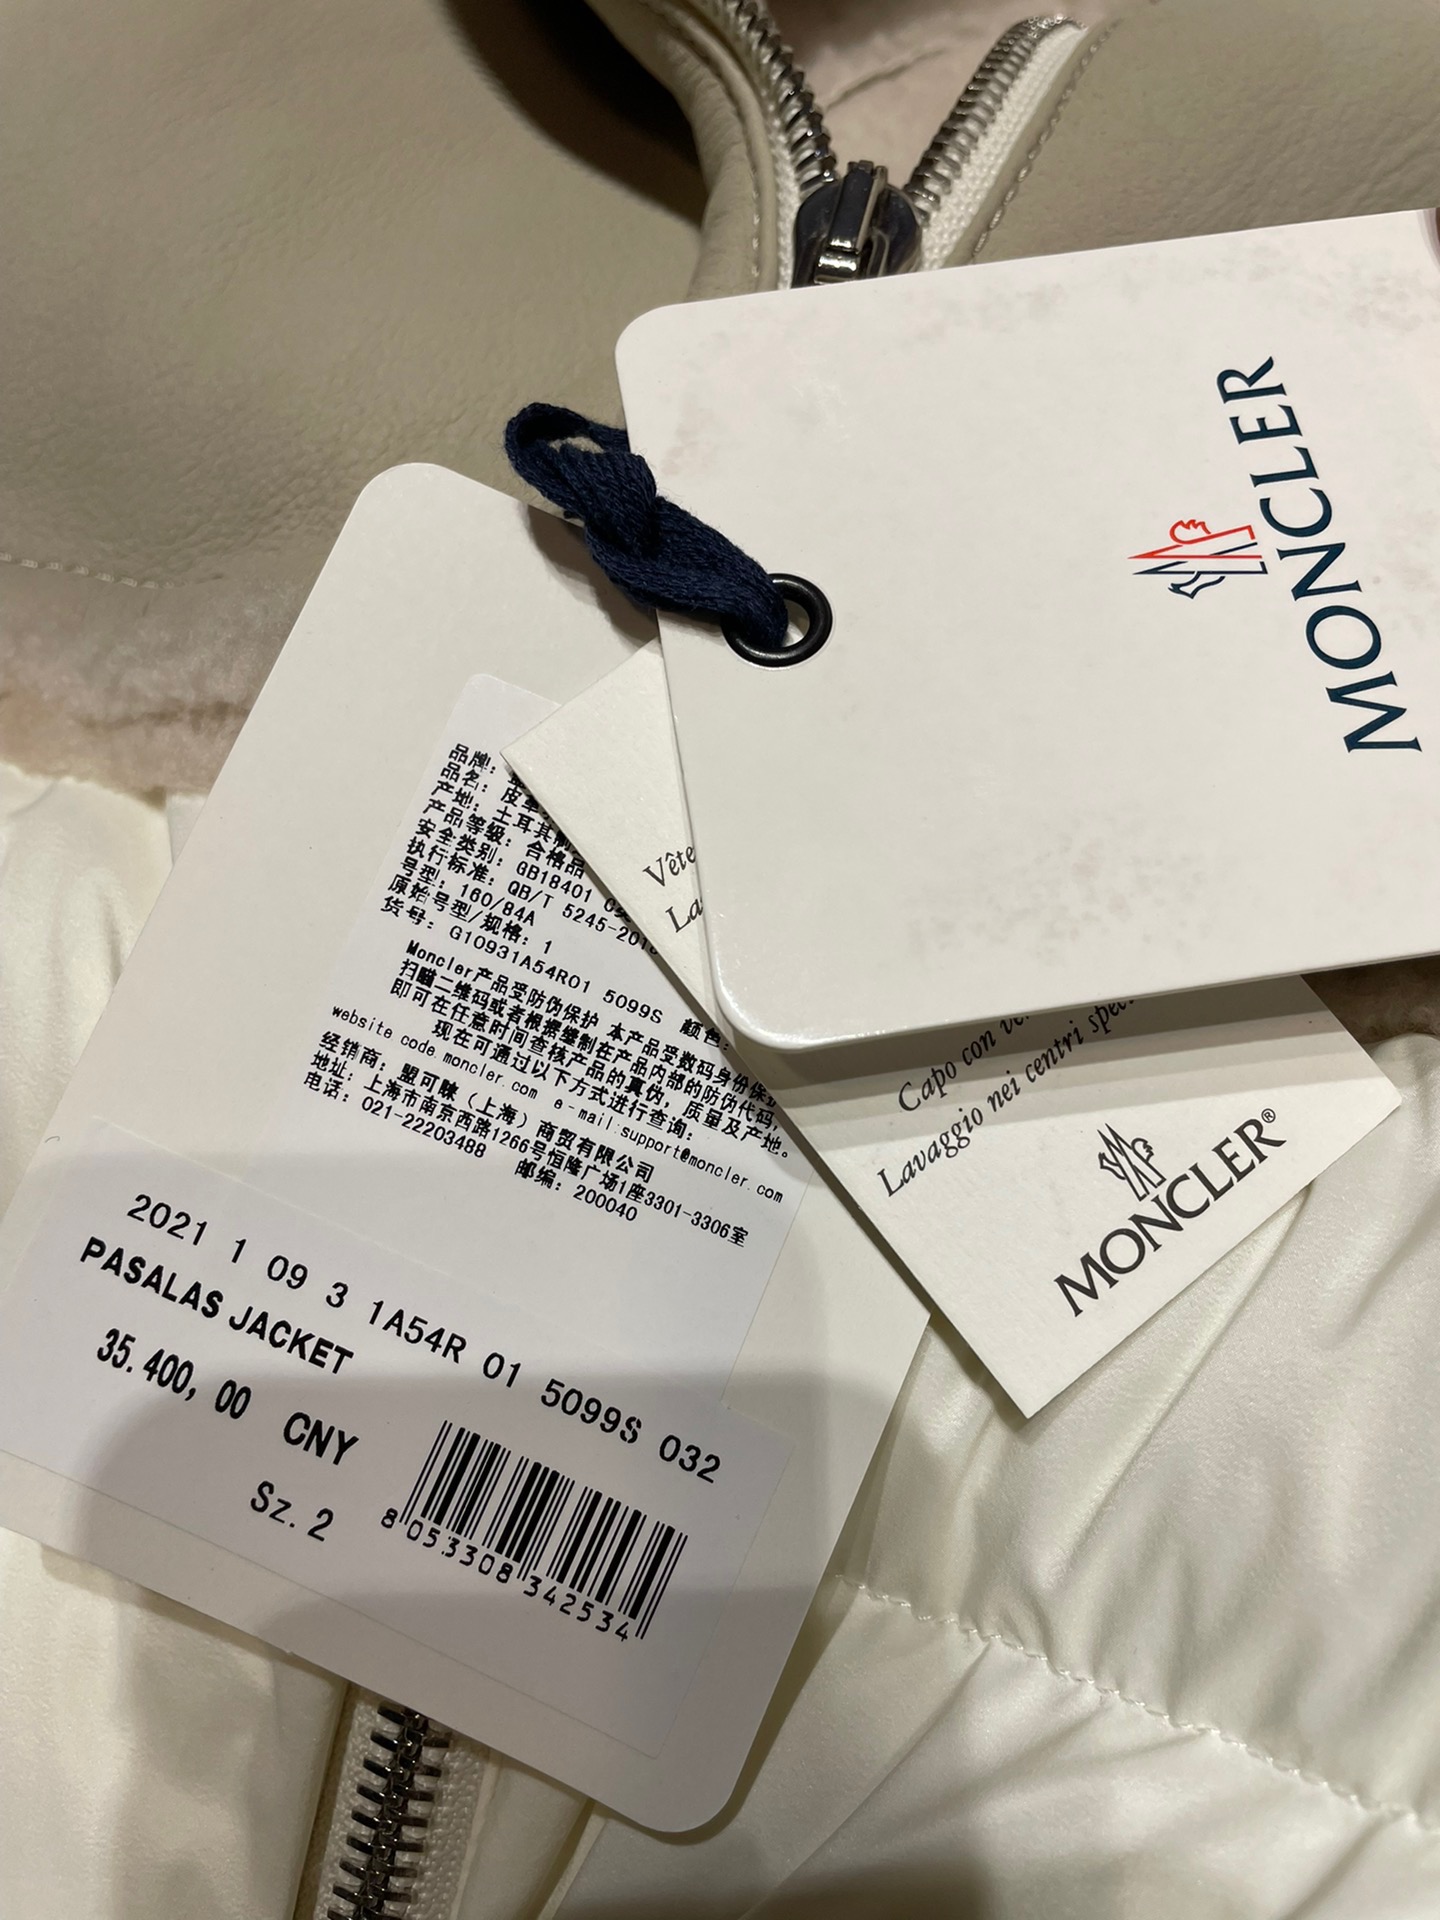 MONCLER
品牌:
品名: 皮革
产地: 土耳其制
产品等级: 合格品
安全类别: GB18401
执行标准: QB/T 5245-201
号型: 160/84A
原始号型/规格: 1
货号: G10931A54R01 5099S 颜色:
Moncler产品受防伪保护 本产品受数码身份保
扫瞄二维码或者根据缝制在产品内部的防伪代码,
即可在任意时间查核产品的真伪, 质量及产地。
现在可通过以下方式进行查询:
website code.moncler.com e-mail:support@moncler.com
经销商: 盟可睐 (上海) 商贸有限公司
地址: 上海市南京西路1266号恒隆广场1座3301-3306室
电话: 021-22203488 邮编: 200040
2021 1 09 3 1A54R 01 5099S 032
PASALAS JACKET
35.400,00 CNY
Sz. 2
8 053308 342534
Vête
La
Capo con
Lavaggio nei centri
MONCLER®